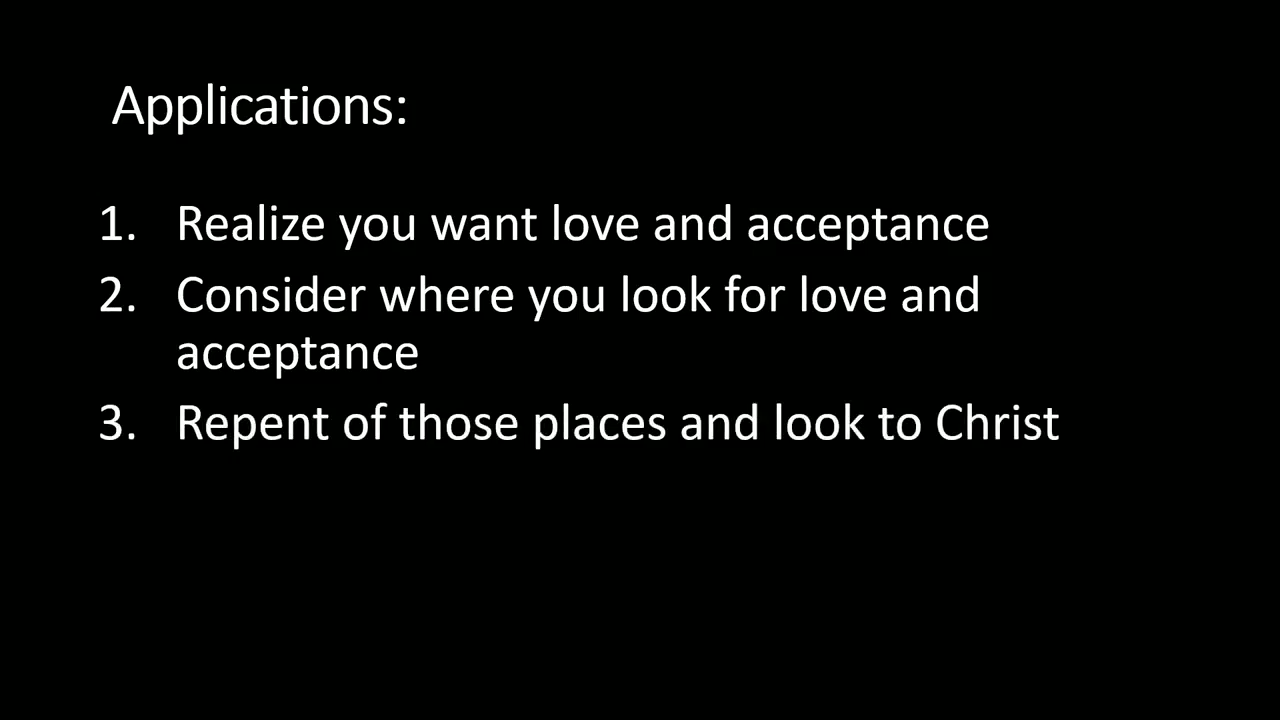 Applications:
1. Realize you want love and acceptance
2. Consider where you look for love and
acceptance
3. Repent of those places and look to Christ